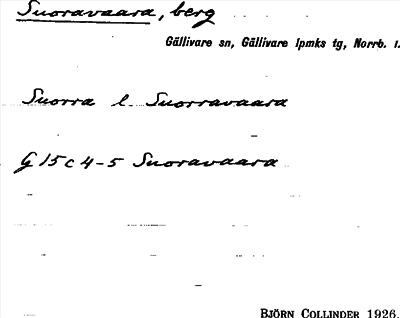 Suoravaara, berg
Gällivare sn, Gällivare lpmks tg, Norrb. l.
Suorra l. Suorravaara
G 15 c 4-5 Suoravaara
BJÖRN COLLINDER 1926.